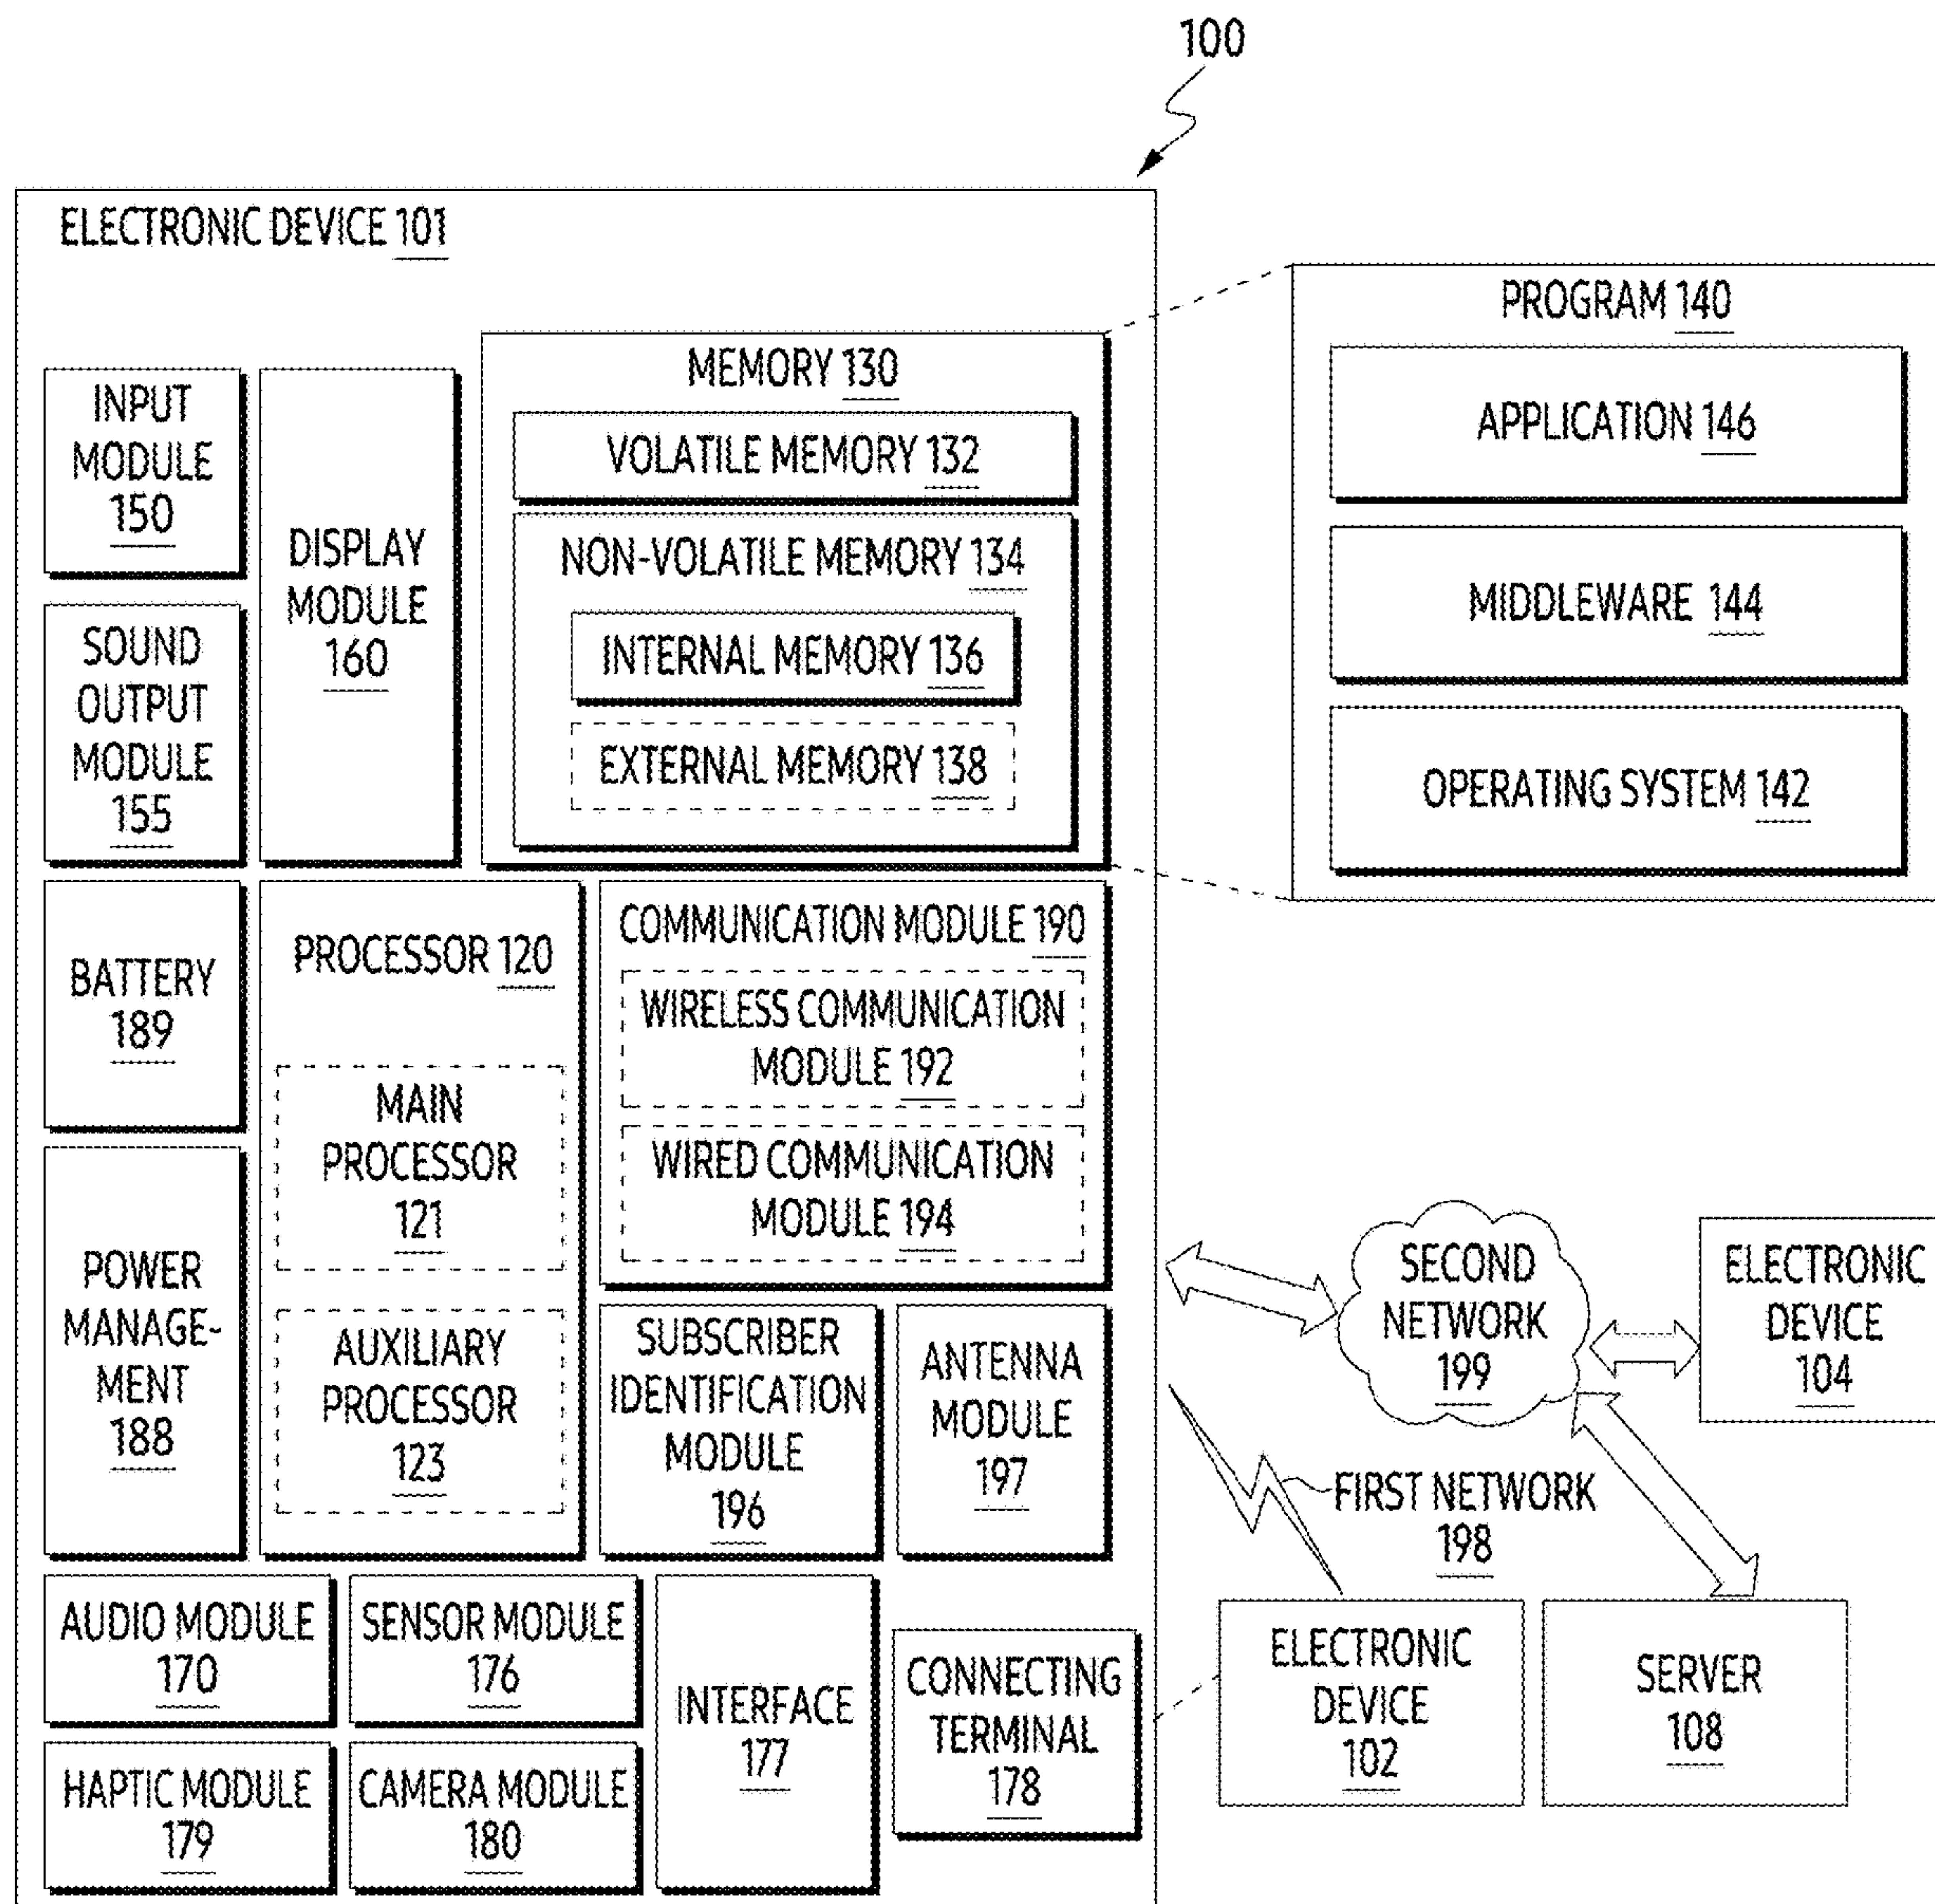 100
ELECTRONIC DEVICE 101
INPUT
MODULE
150
SOUND
OUTPUT
MODULE
155
DISPLAY
MODULE
160
MEMORY 130
VOLATILE MEMORY 132
NON-VOLATILE MEMORY 134
INTERNAL MEMORY 136
EXTERNAL MEMORY 138
PROGRAM 140
APPLICATION 146
MIDDLEWARE 144
OPERATING SYSTEM 142
BATTERY
189
POWER
MANAGE-
MENT
188
PROCESSOR 120
MAIN
PROCESSOR
121
AUXILIARY
PROCESSOR
123
COMMUNICATION MODULE 190
WIRELESS COMMUNICATION
MODULE 192
WIRED COMMUNICATION
MODULE 194
SUBSCRIBER
IDENTIFICATION
MODULE
196
ANTENNA
MODULE
197
AUDIO MODULE
170
SENSOR MODULE
176
HAPTIC MODULE
179
CAMERA MODULE
180
INTERFACE
177
CONNECTING
TERMINAL
178
SECOND
NETWORK
199
ELECTRONIC
DEVICE
104
FIRST NETWORK
198
ELECTRONIC
DEVICE
102
SERVER
108